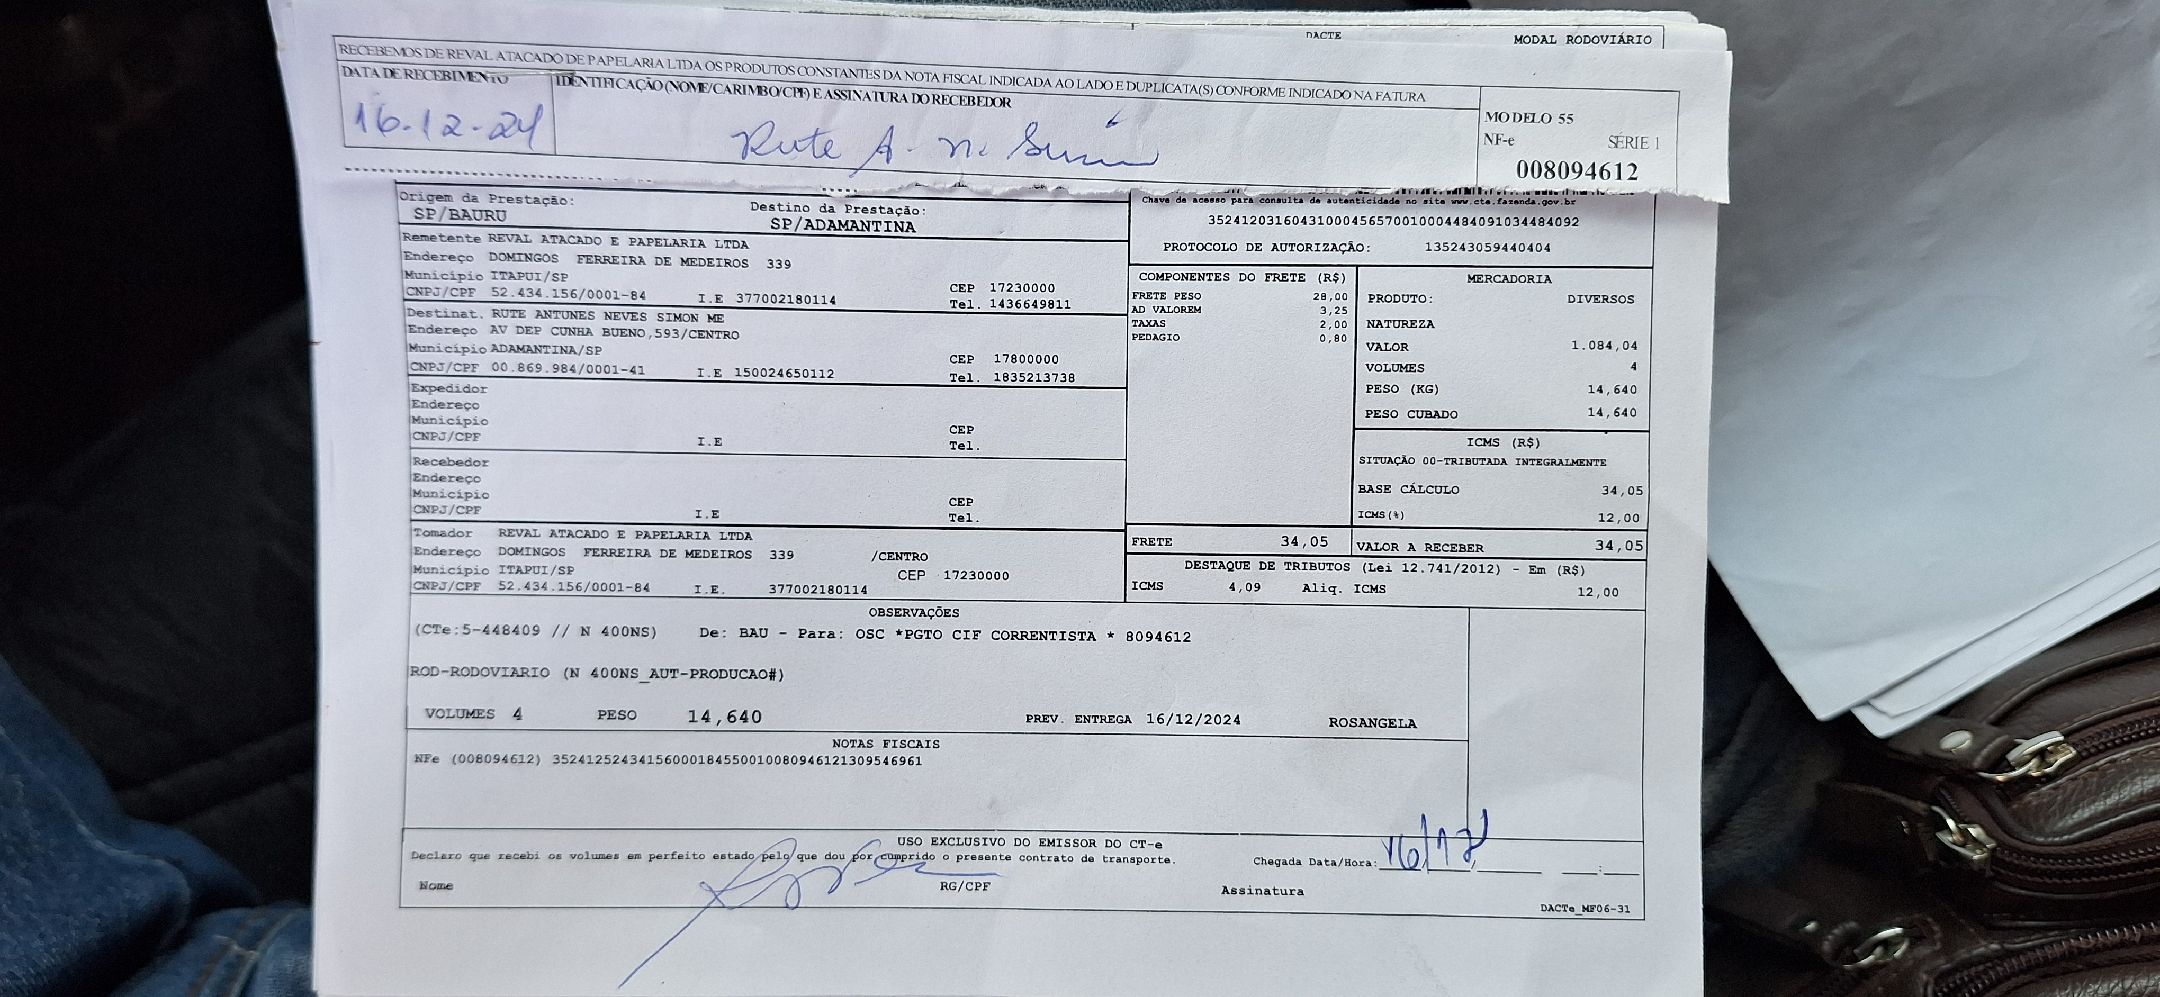 DACTE
MODAL RODOVIÁRIO
RECEBEMOS DE REVAL ATACADO DE PAPELARIA LTDA OS PRODUTOS CONSTANTES DA NOTA FISCAL INDICADA AO LADO E DUPLICATA(S) CONFORME INDICADO NA FATURA
DATA DE RECEBIMENTO IDENTIFICAÇÃO (NOME/CARIMBO/CPF) E ASSINATURA DO RECEBEDOR
16-12-24 Rute A. N. Simão
MODELO 55
NF-e SÉRIE 1
008094612
Origem da Prestação: Destino da Prestação:
SP/BAURU SP/ADAMANTINA
Remetente REVAL ATACADO E PAPELARIA LTDA
Endereço DOMINGOS FERREIRA DE MEDEIROS 339
Município ITAPUI/SP CEP 17230000
CNPJ/CPF 52.434.156/0001-84 I.E 377002180114 Tel. 1436649811
Destinat. RUTE ANTUNES NEVES SIMON ME
Endereço AV DEP CUNHA BUENO,593/CENTRO
Município ADAMANTINA/SP CEP 17800000
CNPJ/CPF 00.869.984/0001-41 I.E 150024650112 Tel. 1835213738
Expedidor
Endereço
Município CEP
CNPJ/CPF I.E Tel.
Recebedor
Endereço
Município CEP
CNPJ/CPF I.E Tel.
Tomador REVAL ATACADO E PAPELARIA LTDA
Endereço DOMINGOS FERREIRA DE MEDEIROS 339 /CENTRO
Município ITAPUI/SP CEP 17230000
CNPJ/CPF 52.434.156/0001-84 I.E. 377002180114
Chave de acesso para consulta de autenticidade no site www.cte.fazenda.gov.br
35241203160431000456570010004484091034484092
PROTOCOLO DE AUTORIZAÇÃO: 135243059440404
COMPONENTES DO FRETE (R$)
FRETE PESO 28,00
AD VALOREM 3,25
TAXAS 2,00
PEDAGIO 0,80
MERCADORIA
PRODUTO: DIVERSOS
NATUREZA
VALOR 1.084,04
VOLUMES 4
PESO (KG) 14,640
PESO CUBADO 14,640
ICMS (R$)
SITUAÇÃO 00-TRIBUTADA INTEGRALMENTE
BASE CÁLCULO 34,05
ICMS(%) 12,00
FRETE 34,05 VALOR A RECEBER 34,05
DESTAQUE DE TRIBUTOS (Lei 12.741/2012) - Em (R$)
ICMS 4,09 Aliq. ICMS 12,00
OBSERVAÇÕES
(CTe:5-448409 // N 400NS) De: BAU - Para: OSC *PGTO CIF CORRENTISTA * 8094612
ROD-RODOVIARIO (N 400NS_AUT-PRODUCAO#)
VOLUMES 4 PESO 14,640 PREV. ENTREGA 16/12/2024 ROSANGELA
NOTAS FISCAIS
NFe (008094612) 35241252434156000184550010080946121309546961
USO EXCLUSIVO DO EMISSOR DO CT-e
Declaro que recebi os volumes em perfeito estado pelo que dou por cumprido o presente contrato de transporte. Chegada Data/Hora: 16/12
Nome RG/CPF Assinatura
DACTe_MF06-31